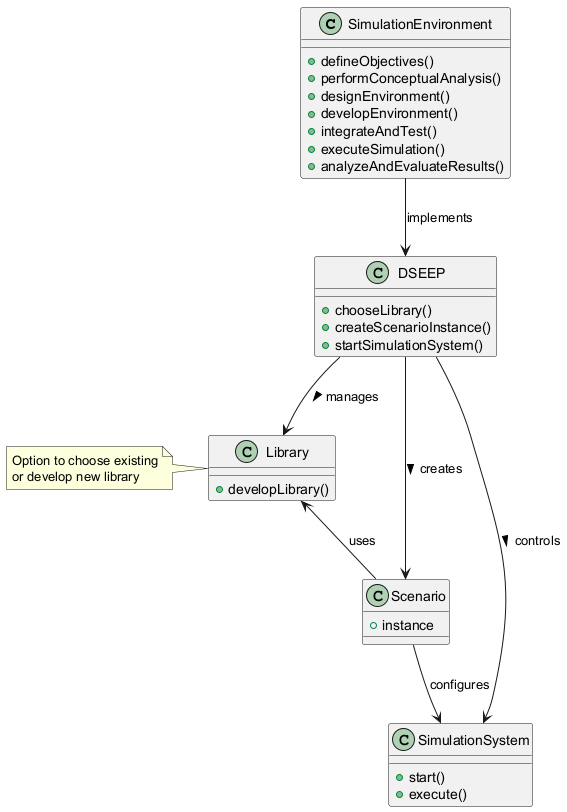 C SimulationEnvironment
defineObjectives()
performConceptualAnalysis()
designEnvironment()
developEnvironment()
integrateAndTest()
executeSimulation()
analyzeAndEvaluateResults()
implements
C DSEEP
chooseLibrary()
createScenarioInstance()
startSimulationSystem()
manages
C Library
developLibrary()
Option to choose existing
or develop new library
creates
controls
uses
C Scenario
instance
configures
C SimulationSystem
start()
execute()